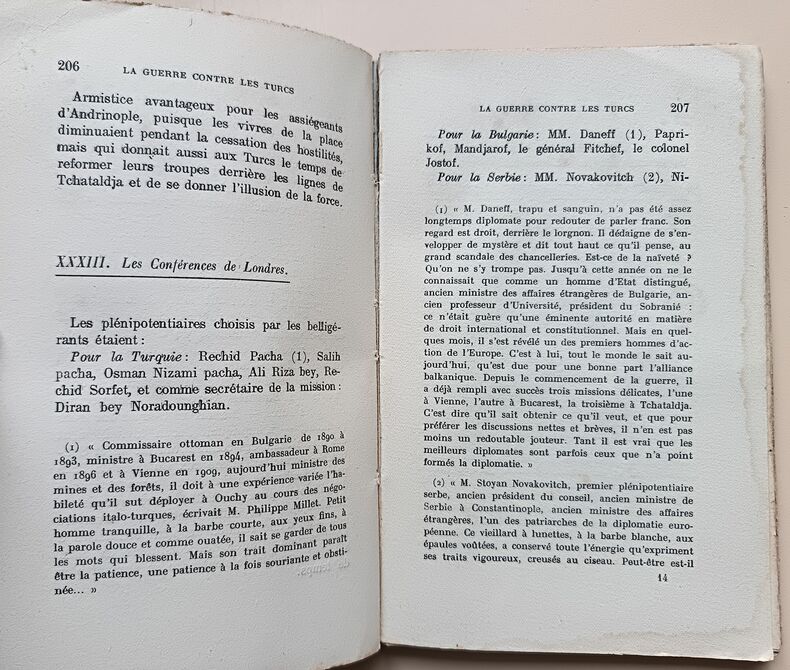 206
LA GUERRE CONTRE LES TURCS
Armistice avantageux pour les assiégeants
d'Andrinople, puisque les vivres de la place
diminuaient pendant la cessation des hostilités,
mais qui donnait aussi aux Turcs le temps de
reformer leurs troupes derrière les lignes de
Tchataldja et de se donner l'illusion de la force.
XXXIII. Les Conférences de Londres.
Les plénipotentiaires choisis par les belligé-
rants étaient :
Pour la Turquie : Rechid Pacha (1), Salih
pacha, Osman Nizami pacha, Ali Riza bey, Re-
chid Sorfet, et comme secrétaire de la mission :
Diran bey Noradounghian.
(1) « Commissaire ottoman en Bulgarie de 1890 à
1893, ministre à Bucarest en 1894, ambassadeur à Rome
en 1896 et à Vienne en 1909, aujourd'hui ministre des
mines et des forêts, il doit à une expérience variée l'ha-
bileté qu'il sut déployer à Ouchy au cours des négo-
ciations italo-turques, écrivait M. Philippe Millet. Petit
homme tranquille, à la barbe courte, aux yeux fins, à
la parole douce et comme ouatée, il sait se garder de tous
les mots qui blessent. Mais son trait dominant paraît
être la patience, une patience à la fois souriante et obsti-
née... »
LA GUERRE CONTRE LES TURCS
207
Pour la Bulgarie : MM. Daneff (1), Papri-
kof, Mandjarof, le général Fitchef, le colonel
Jostof.
Pour la Serbie : MM. Novakovitch (2), Ni-
(1) « M. Daneff, trapu et sanguin, n'a pas été assez
longtemps diplomate pour redouter de parler franc. Son
regard est droit, derrière le lorgnon. Il dédaigne de s'en-
velopper de mystère et dit tout haut ce qu'il pense, au
grand scandale des chancelleries. Est-ce de la naïveté ?
Qu'on ne s'y trompe pas. Jusqu'à cette année on ne le
connaissait que comme un homme d'Etat distingué,
ancien ministre des affaires étrangères de Bulgarie, an-
cien professeur d'Université, président du Sobranié :
ce n'était guère qu'une éminente autorité en matière
de droit international et constitutionnel. Mais en quel-
ques mois, il s'est révélé un des premiers hommes d'ac-
tion de l'Europe. C'est à lui, tout le monde le sait au-
jourd'hui, qu'est due pour une bonne part l'alliance
balkanique. Depuis le commencement de la guerre, il
a déjà rempli avec succès trois missions délicates, l'une
à Vienne, l'autre à Bucarest, la troisième à Tchataldja.
C'est dire qu'il sait obtenir ce qu'il veut, et que pour
préférer les discussions nettes et brèves, il n'en est pas
moins un redoutable jouteur. Tant il est vrai que les
meilleurs diplomates sont parfois ceux que n'a point
formés la diplomatie. »
(2) « M. Stoyan Novakovitch, premier plénipotentiaire
serbe, ancien président du conseil, ancien ministre de
Serbie à Constantinople, ancien ministre des affaires
étrangères, l'un des patriarches de la diplomatie euro-
péenne. Ce vieillard à lunettes, à la barbe blanche, aux
épaules voûtées, a conservé toute l'énergie qu'expriment
ses traits vigoureux, creusés au ciseau. Peut-être est-il
14